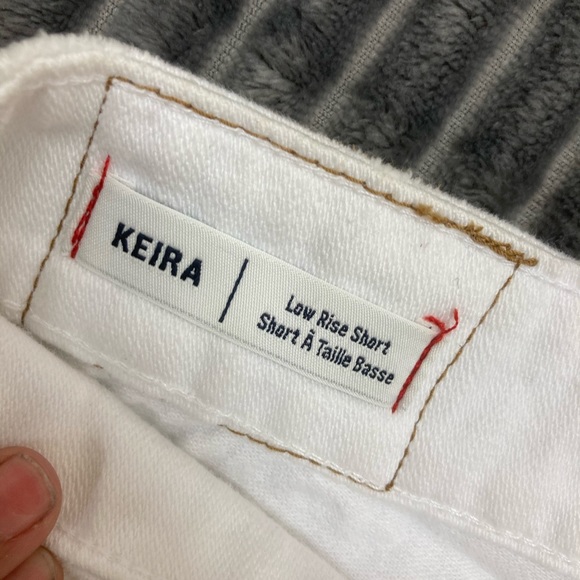 KEIRA
Low Rise Short
Short À Taille Basse